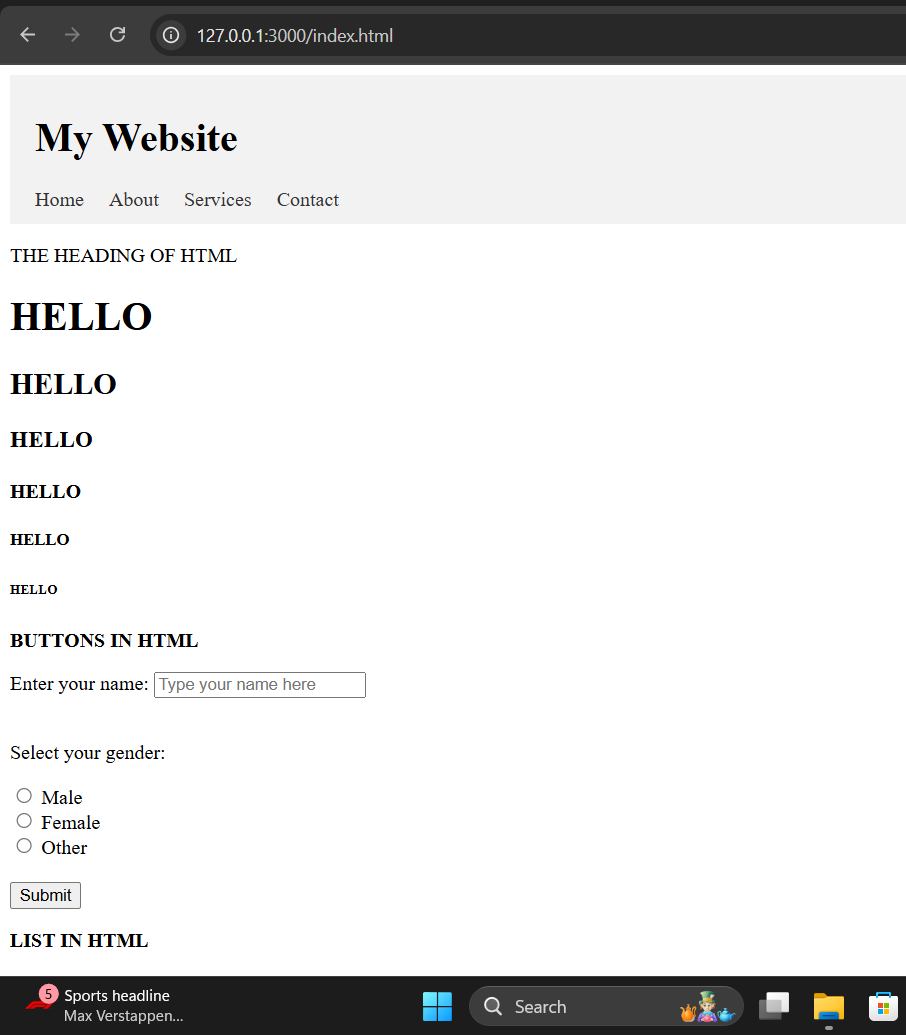 127.0.0.1:3000/index.html
My Website
Home About Services Contact
THE HEADING OF HTML
HELLO
HELLO
HELLO
HELLO
HELLO
HELLO
BUTTONS IN HTML
Enter your name: Type your name here
Select your gender:
Male
Female
Other
Submit
LIST IN HTML
5 Sports headline
Max Verstappen...
Search